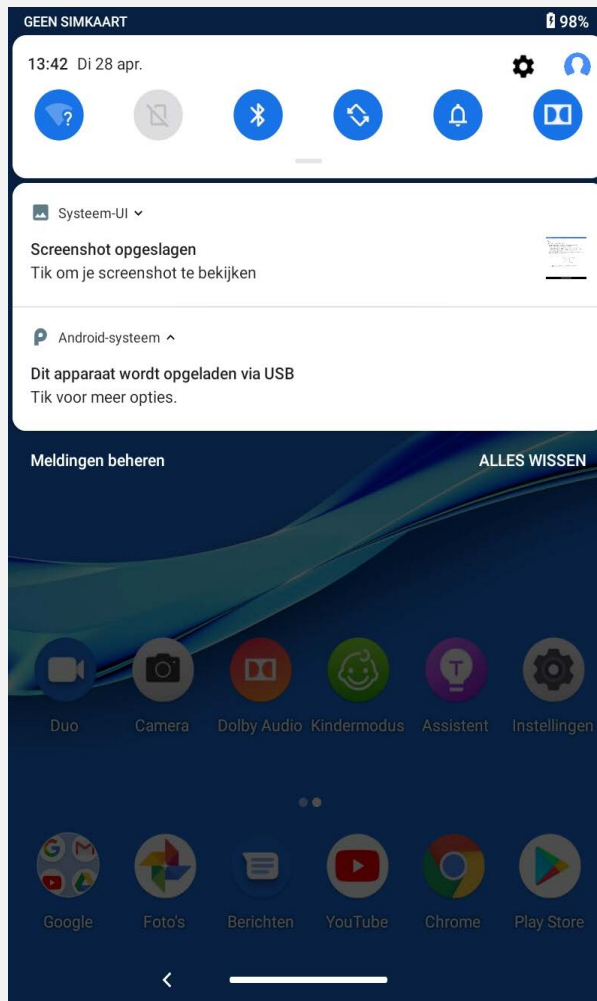 GEEN SIMKAART 98%
13:42 Di 28 apr.
?
Systeem-UI
Screenshot opgeslagen
Tik om je screenshot te bekijken
Android-systeem
Dit apparaat wordt opgeladen via USB
Tik voor meer opties.
Meldingen beheren ALLES WISSEN
T
Duo Camera Dolby Audio Kindermodus Assistent Instellingen
Google Foto's Berichten YouTube Chrome Play Store